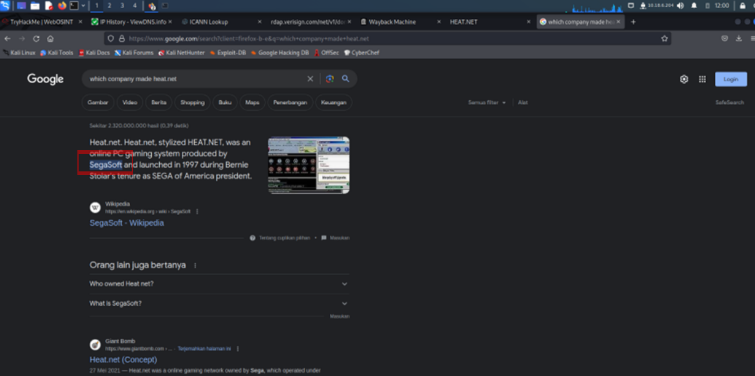 TryHackMe | WebOSINT
IP History - ViewDNS.info
ICANN Lookup
rdap.verisign.com/net/v1/do
Wayback Machine
HEAT.NET
which company made heat.n
1 2 3 4
12:00
https://www.google.com/search?client=firefox-b-e&q=which+company+made+heat.net
Kali Linux Kali Tools Kali Docs Kali Forums Kali NetHunter Exploit-DB Google Hacking DB OffSec CyberChef
Google
which company made heat.net
Login
Gambar Video Berita Shopping Buku Maps Penerbangan Keuangan
Semua filter
Alat
SafeSearch
Sekitar 2.320.000.000 hasil (0,39 detik)
Heat.net. Heat.net, stylized HEAT.NET, was an
online PC gaming system produced by
SegaSoft and launched in 1997 during Bernie
Stolar's tenure as SEGA of America president.
Wikipedia
https://en.wikipedia.org › wiki › SegaSoft
SegaSoft - Wikipedia
Tentang cuplikan pilihan
Masukan
Orang lain juga bertanya
Who owned Heat net?
What is SegaSoft?
Masukan
Giant Bomb
https://www.giantbomb.com › ... Terjemahkan halaman ini
Heat.net (Concept)
27 Mar 2021 — Heat.net was a online gaming network owned by Sega, which operated under